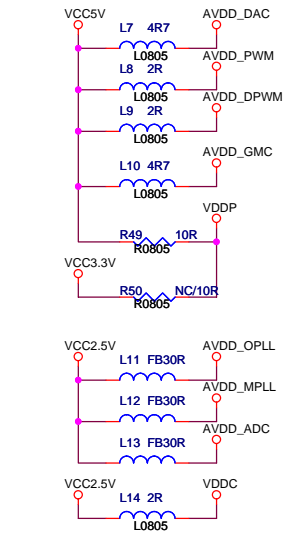 VCC5V L7 4R7 AVDD_DAC
L0805
L8 2R AVDD_PWM
L0805
L9 2R AVDD_DPWM
L0805
L10 4R7 AVDD_GMC
L0805
VDDP
R49 10R
R0805
VCC3.3V
R50 NC/10R
R0805
VCC2.5V AVDD_OPLL
L11 FB30R
AVDD_MPLL
L12 FB30R
AVDD_ADC
L13 FB30R
VCC2.5V VDDC
L14 2R
L0805